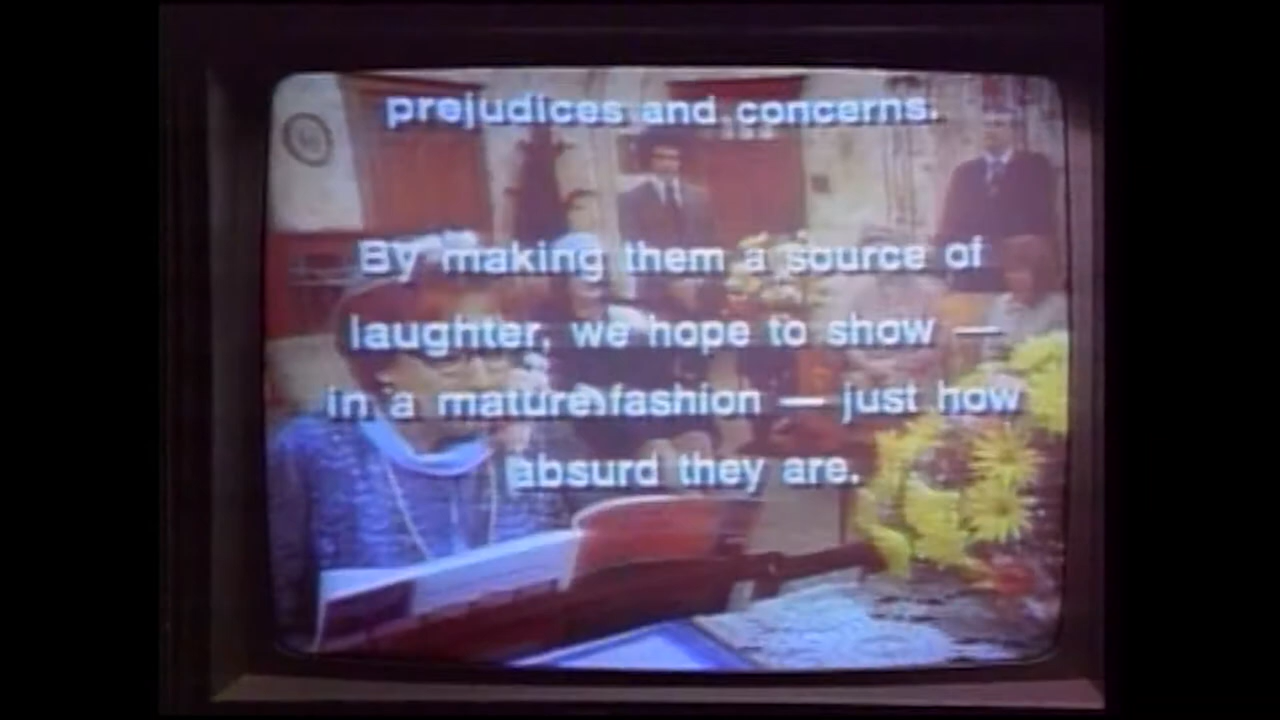 prejudices and concerns.
By making them a source of
laughter, we hope to show —
in a mature fashion — just how
absurd they are.